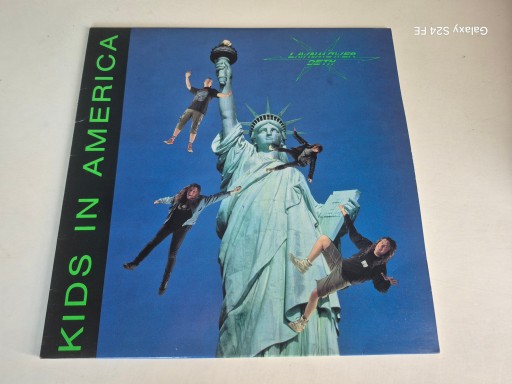 KIDS IN AMERICA
LAWNMOWER
DETH
Galaxy S24 FE